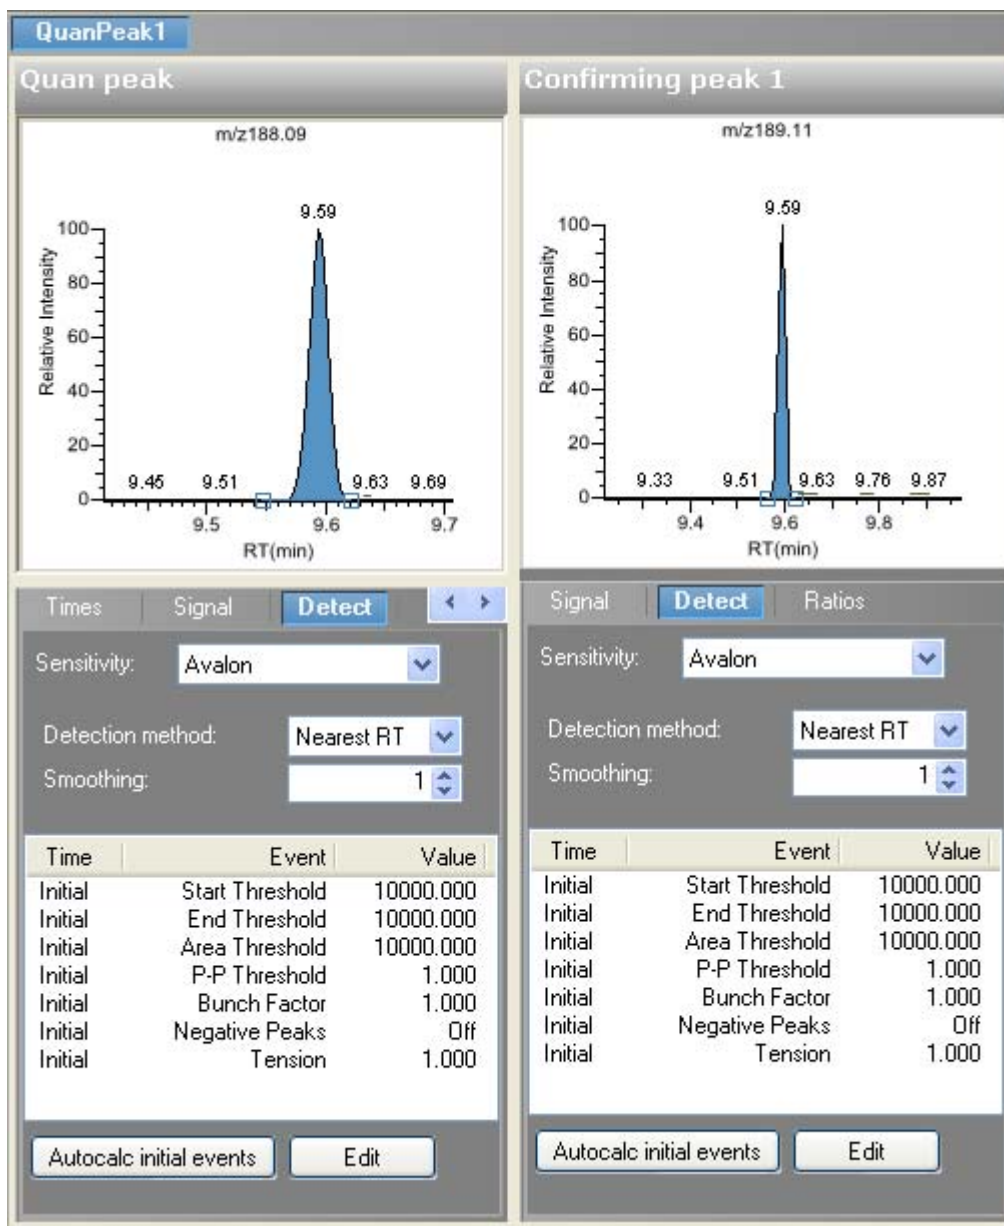 QuanPeak1
Quan peak
m/z188.09
9.59
100
80
60
40
20
0
Relative Intensity
9.45 9.51 9.63 9.69
9.5 9.6 9.7
RT(min)
Times Signal Detect
Sensitivity: Avalon
Detection method: Nearest RT
Smoothing: 1
Time Event Value
Initial Start Threshold 10000.000
Initial End Threshold 10000.000
Initial Area Threshold 10000.000
Initial P-P Threshold 1.000
Initial Bunch Factor 1.000
Initial Negative Peaks Off
Initial Tension 1.000
Autocalc initial events Edit
Confirming peak 1
m/z189.11
9.59
100
80
60
40
20
0
Relative Intensity
9.33 9.51 9.63 9.76 9.87
9.4 9.6 9.8
RT(min)
Signal Detect Ratios
Sensitivity: Avalon
Detection method: Nearest RT
Smoothing: 1
Time Event Value
Initial Start Threshold 10000.000
Initial End Threshold 10000.000
Initial Area Threshold 10000.000
Initial P-P Threshold 1.000
Initial Bunch Factor 1.000
Initial Negative Peaks Off
Initial Tension 1.000
Autocalc initial events Edit